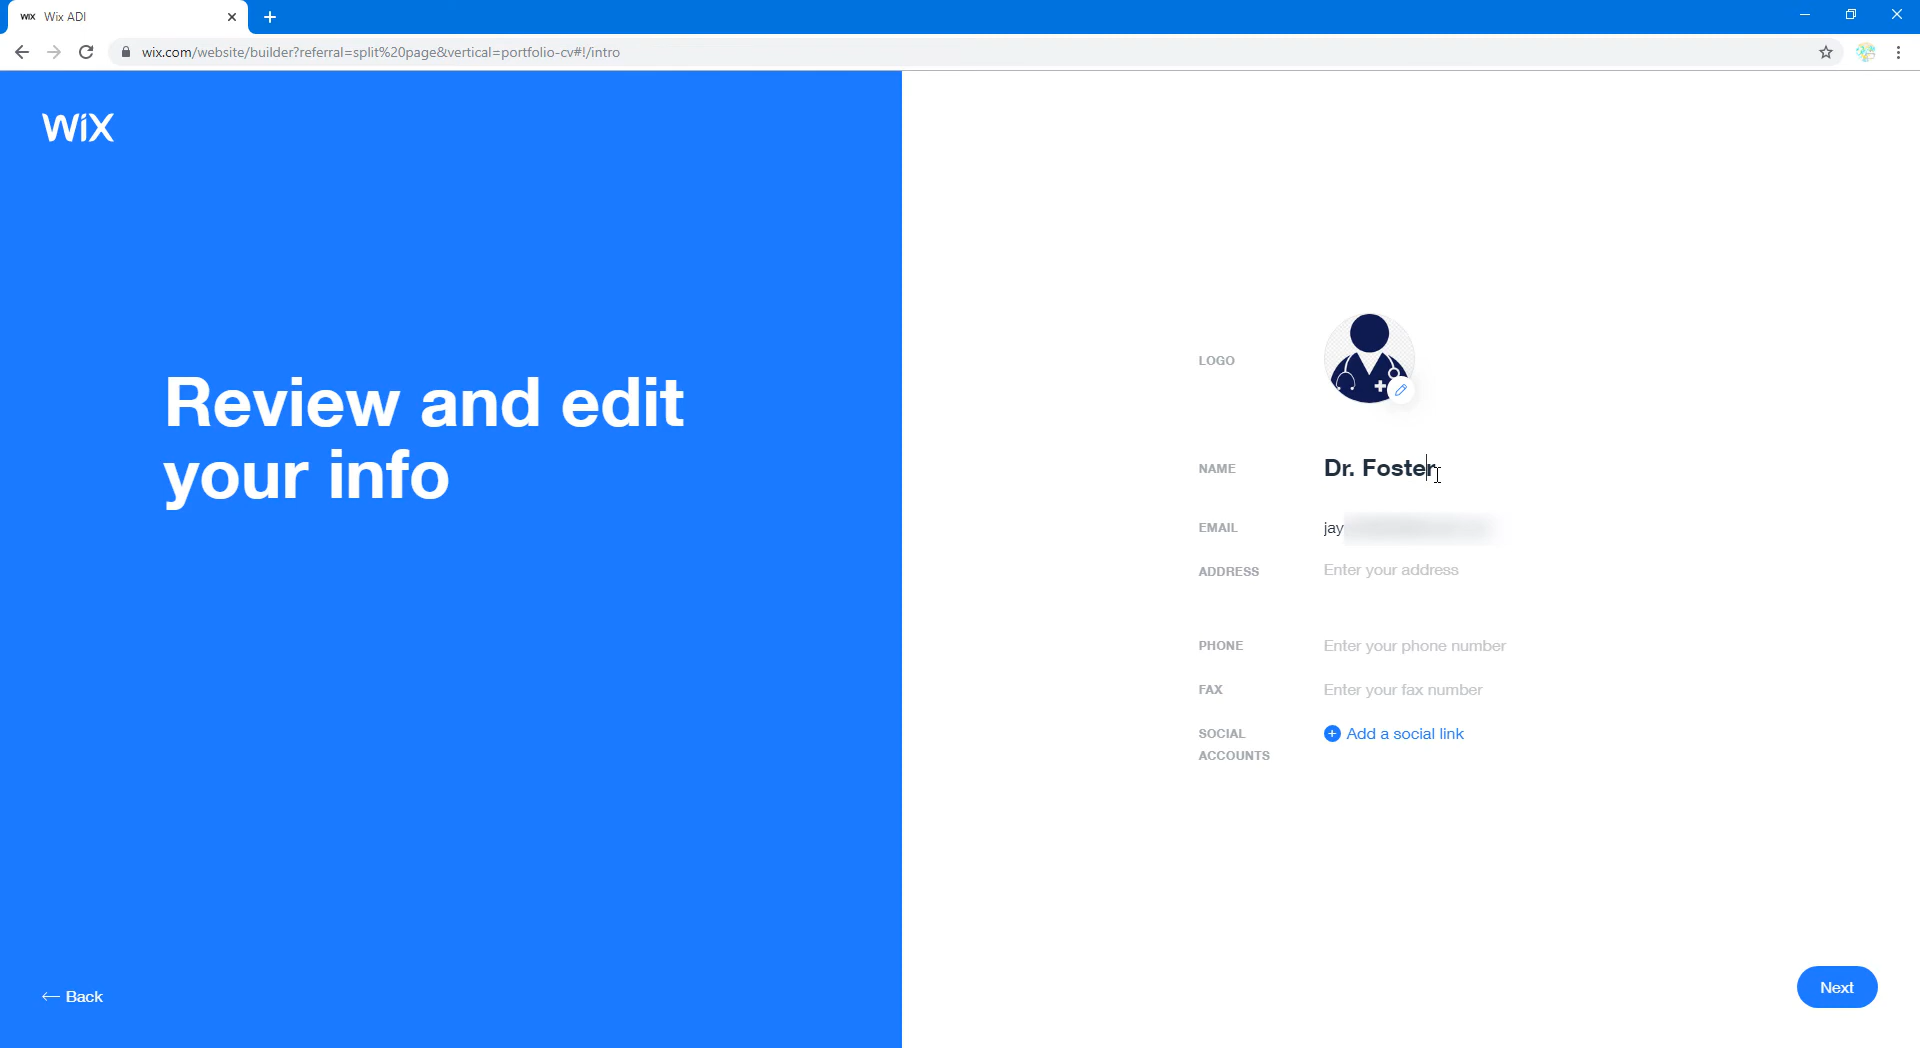 WiX Wix ADI
wix.com/website/builder?referral=split%20page&vertical=portfolio-cv#!/intro
WiX
Review and edit
your info
LOGO
NAME Dr. Foster
EMAIL jay
ADDRESS Enter your address
PHONE Enter your phone number
FAX Enter your fax number
SOCIAL
ACCOUNTS
Add a social link
Back
Next